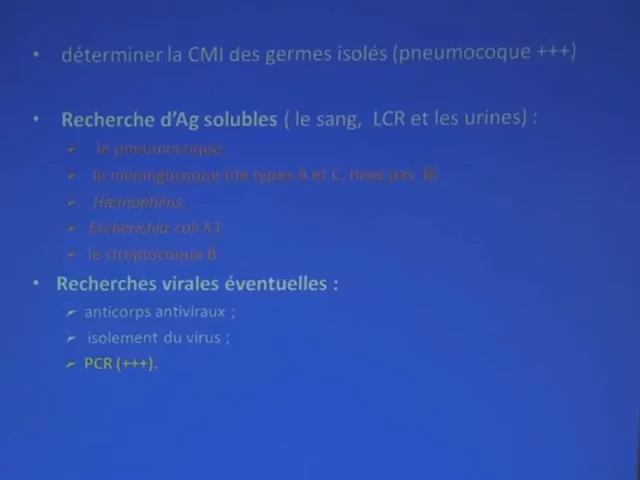 • déterminer la CMI des germes isolés (pneumocoque +++)
• Recherche d'Ag solubles ( le sang, LCR et les urines) :
➢ le pneumocoque
➢ le méningocoque (de types A et C, mais pas B)
➢ Hæmophilus,
➢ Escherichia coli K1
➢ le streptocoque B
• Recherches virales éventuelles :
➢ anticorps antiviraux ;
➢ isolement du virus ;
➢ PCR (+++).